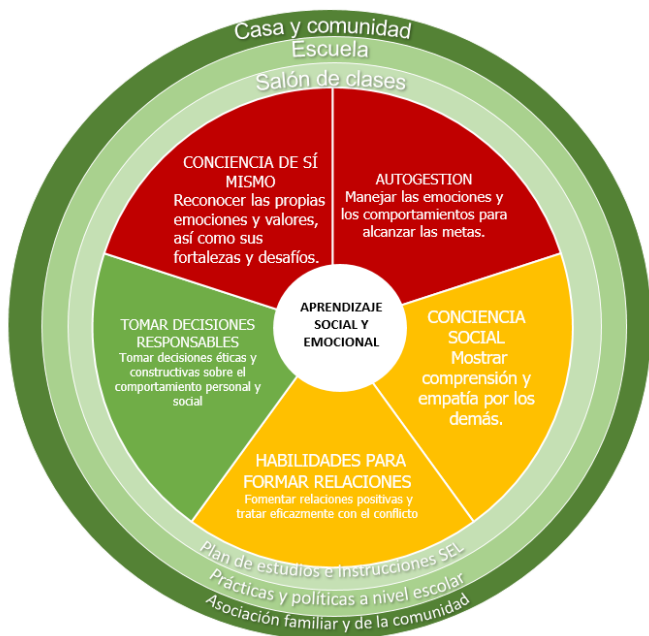 Casa y comunidad
Escuela
Salón de clases
CONCIENCIA DE SÍ
MISMO
Reconocer las propias
emociones y valores,
así como sus
fortalezas y desafíos.
AUTOGESTION
Manejar las emociones y
los comportamientos para
alcanzar las metas.
APRENDIZAJE
SOCIAL Y
EMOCIONAL
TOMAR DECISIONES
RESPONSABLES
Tomar decisiones éticas y
constructivas sobre el
comportamiento personal y
social
CONCIENCIA
SOCIAL
Mostrar
comprensión y
empatía por los
demás.
HABILIDADES PARA
FORMAR RELACIONES
Fomentar relaciones positivas y
tratar eficazmente con el conflicto
Plan de estudios e instrucciones SEL
Prácticas y políticas a nivel escolar
Asociación familiar y de la comunidad